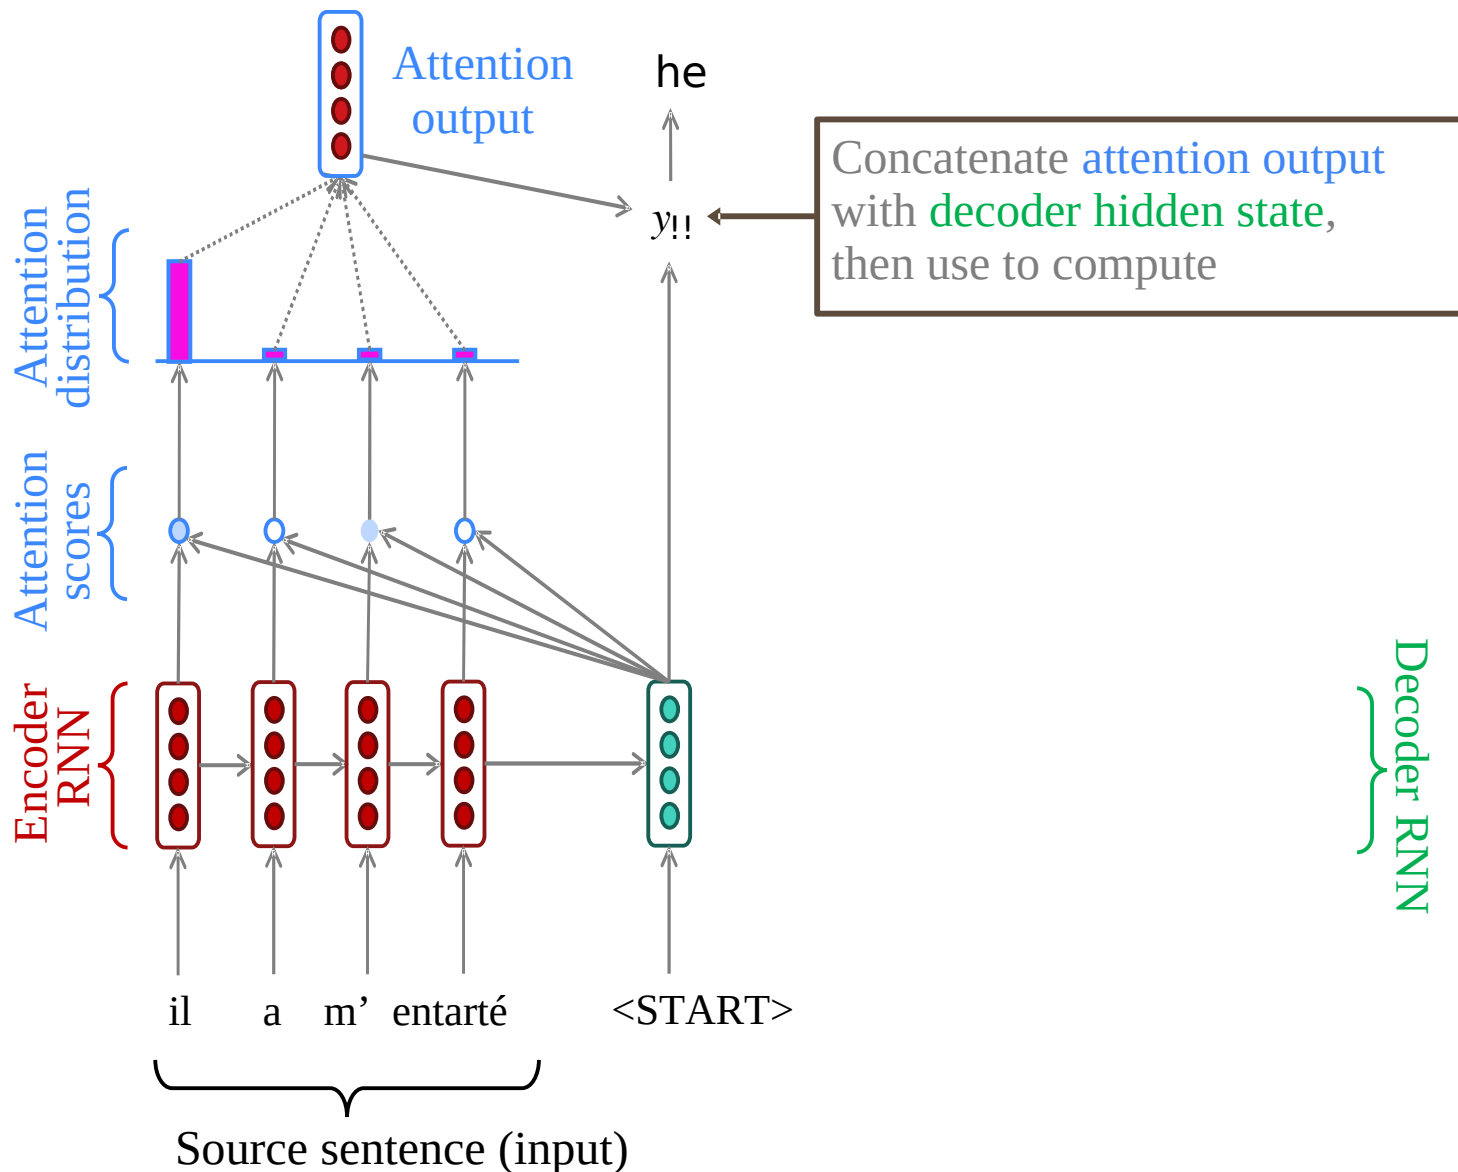 Attention
output
he
Concatenate attention output
with decoder hidden state,
then use to compute
y!!
Attention
distribution
Attention
scores
Encoder
RNN
Decoder RNN
il a m’ entarté <START>
Source sentence (input)